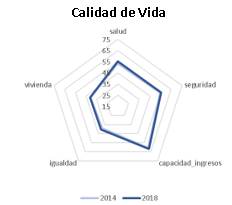 Calidad de Vida
salud
75
65
55
45
35
25
15
vivienda
seguridad
igualdad
capacidad_ingresos
2014 2018